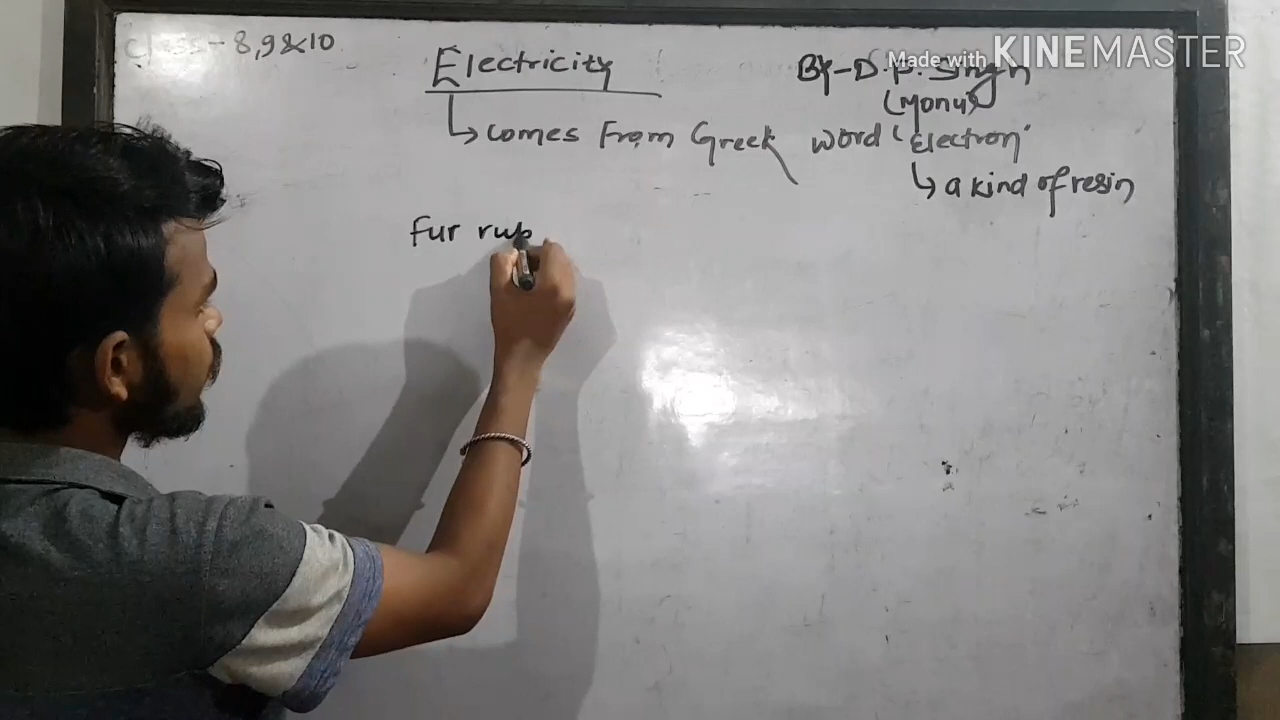 Class - 8,9&10
Electricity
By-D.P. Singh
(Monu)
Made with KINEMASTER
↳ comes From Greek word 'Electron'
↳ a kind of resin
Fur rub